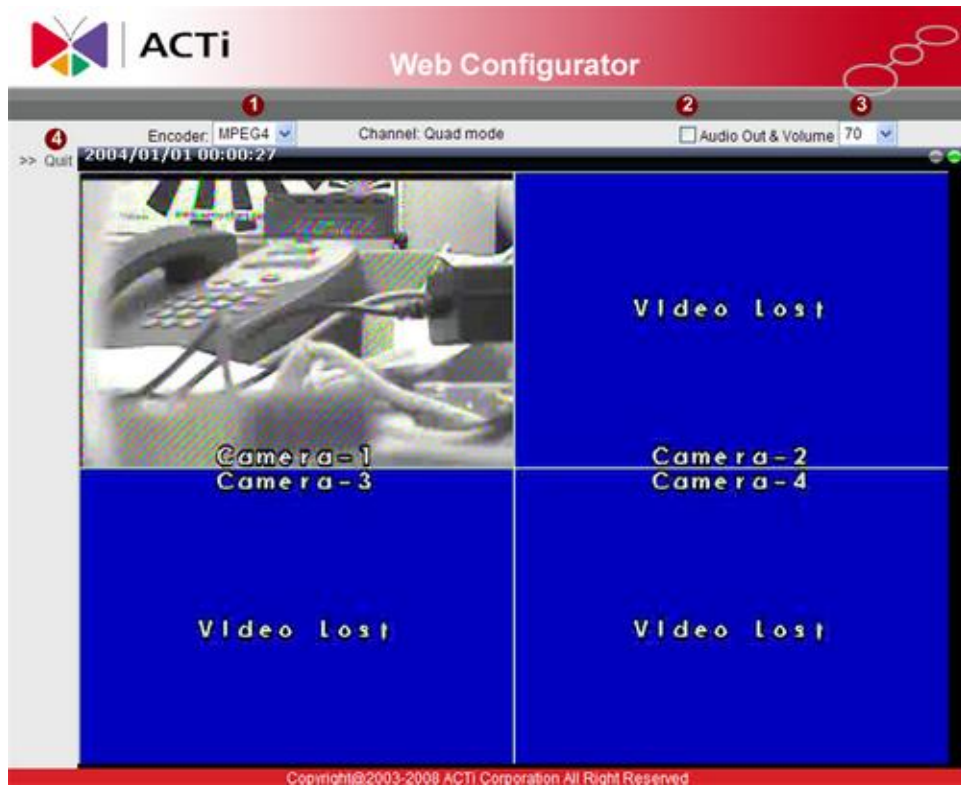 ACTi
Web Configurator
1
2
3
4
Encoder: MPEG4
Channel: Quad mode
Audio Out & Volume 70
>> Quit
2004/01/01 00:00:27
Video Lost
Camera-1
Camera-2
Camera-3
Camera-4
Video Lost
Video Lost
Copyright@2003-2008 ACTi Corporation All Right Reserved